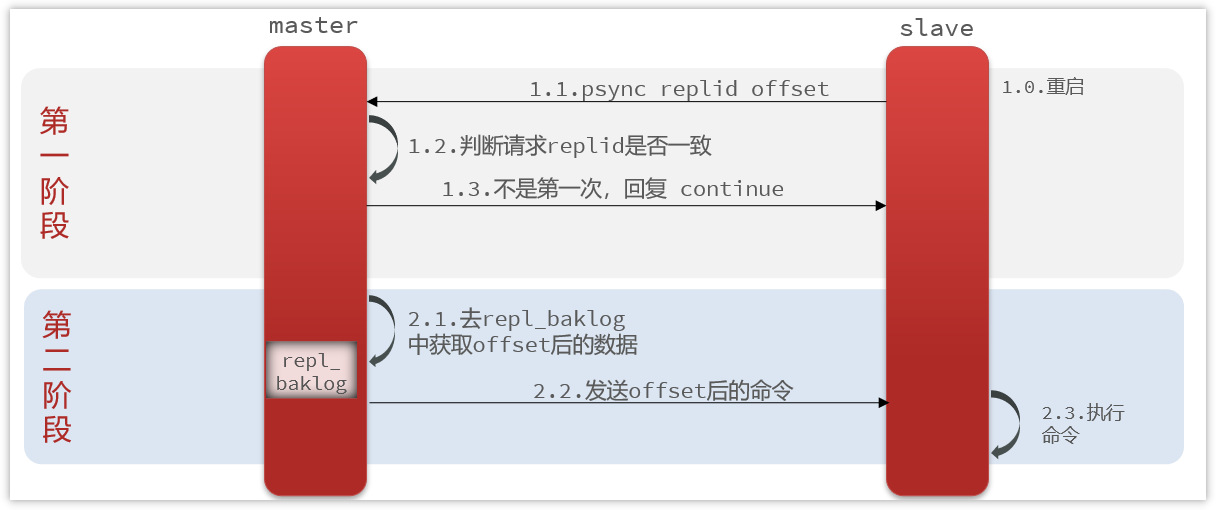 master
slave
1.0.重启
1.1.psync replid offset
第一阶段
1.2.判断请求replid是否一致
1.3.不是第一次，回复 continue
第二阶段
2.1.去repl_baklog
中获取offset后的数据
repl_
baklog
2.2.发送offset后的命令
2.3.执行
命令